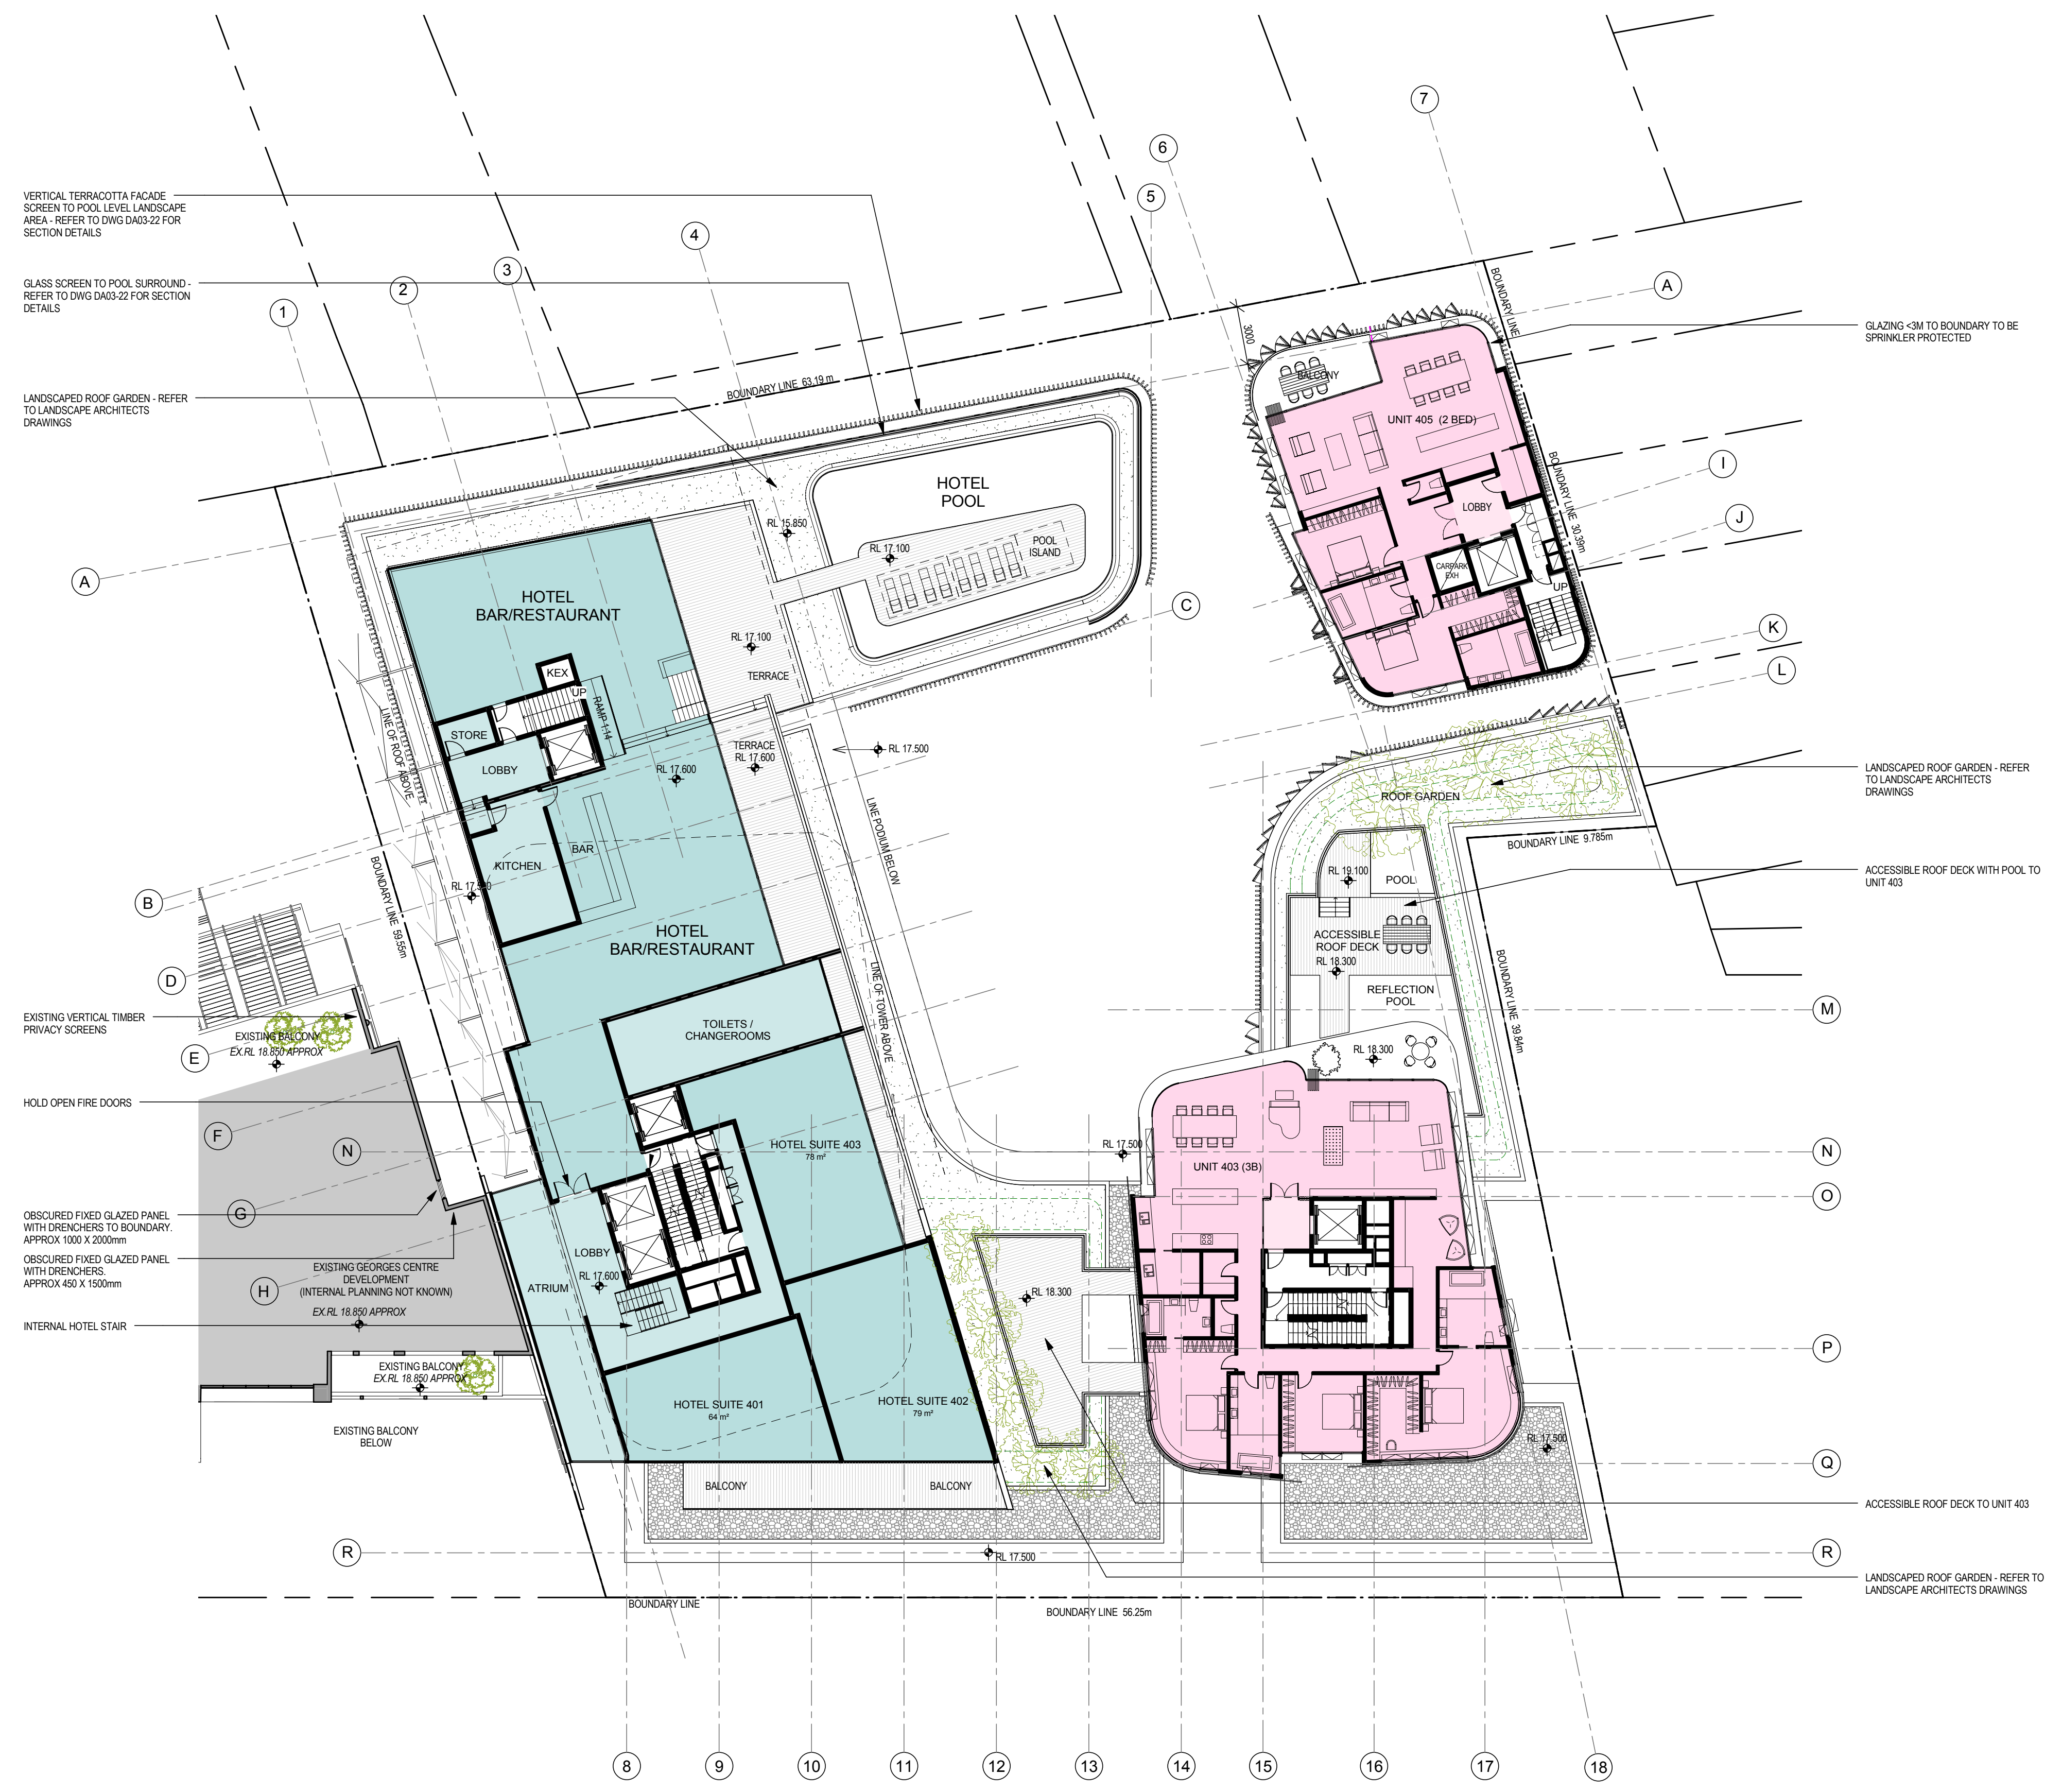 7
6
5
VERTICAL TERRACOTTA FACADE
SCREEN TO POOL LEVEL LANDSCAPE
AREA - REFER TO DWG DA03-22 FOR
SECTION DETAILS
4
3
2
1
GLASS SCREEN TO POOL SURROUND -
REFER TO DWG DA03-22 FOR SECTION
DETAILS
A
BOUNDARY LINE
3000
GLAZING <3M TO BOUNDARY TO BE
SPRINKLER PROTECTED
BOUNDARY LINE 63.19 m
BALCONY
LANDSCAPED ROOF GARDEN - REFER
TO LANDSCAPE ARCHITECTS
DRAWINGS
UNIT 405 (2 BED)
I
BOUNDARY LINE 30.39m
HOTEL
POOL
LOBBY
J
RL 15.850
RL 17.100
POOL
ISLAND
CARPARK
EXH
UP
A
HOTEL
BAR/RESTAURANT
C
K
RL 17.100
TERRACE
L
KEX
UP
RAMP 1:14
STORE
LOBBY
LINE OF ROOF ABOVE
TERRACE
RL 17.600
RL 17.600
RL 17.500
LANDSCAPED ROOF GARDEN - REFER
TO LANDSCAPE ARCHITECTS
DRAWINGS
ROOF GARDEN
LINE PODIUM BELOW
BOUNDARY LINE 9.785m
BAR
KITCHEN
BOUNDARY LINE 59.55m
B
ACCESSIBLE ROOF DECK WITH POOL TO
UNIT 403
RL 19.100
POOL
HOTEL
BAR/RESTAURANT
ACCESSIBLE
ROOF DECK
RL 18.300
D
BOUNDARY LINE 39.84m
REFLECTION
POOL
LINE OF TOWER ABOVE
M
EXISTING VERTICAL TIMBER
PRIVACY SCREENS
TOILETS /
CHANGEROOMS
EXISTING BALCONY
EX.RL 18.850 APPROX
E
RL 18.300
HOLD OPEN FIRE DOORS
F
N
HOTEL SUITE 403
78 m²
RL 17.500
N
UNIT 403 (3B)
O
OBSCURED FIXED GLAZED PANEL
WITH DRENCHERS TO BOUNDARY.
APPROX 1000 X 2000mm
G
OBSCURED FIXED GLAZED PANEL
WITH DRENCHERS.
APPROX 450 X 1500mm
LOBBY
RL 17.600
ATRIUM
EXISTING GEORGES CENTRE
DEVELOPMENT
(INTERNAL PLANNING NOT KNOWN)
EX.RL 18.850 APPROX
H
RL 18.300
INTERNAL HOTEL STAIR
P
EXISTING BALCONY
EX.RL 18.850 APPROX
HOTEL SUITE 401
64 m²
HOTEL SUITE 402
79 m²
EXISTING BALCONY
BELOW
RL 17.500
Q
BALCONY
BALCONY
ACCESSIBLE ROOF DECK TO UNIT 403
R
RL 17.500
R
LANDSCAPED ROOF GARDEN - REFER TO
LANDSCAPE ARCHITECTS DRAWINGS
BOUNDARY LINE
BOUNDARY LINE 56.25m
8
9
10
11
12
13
14
15
16
17
18